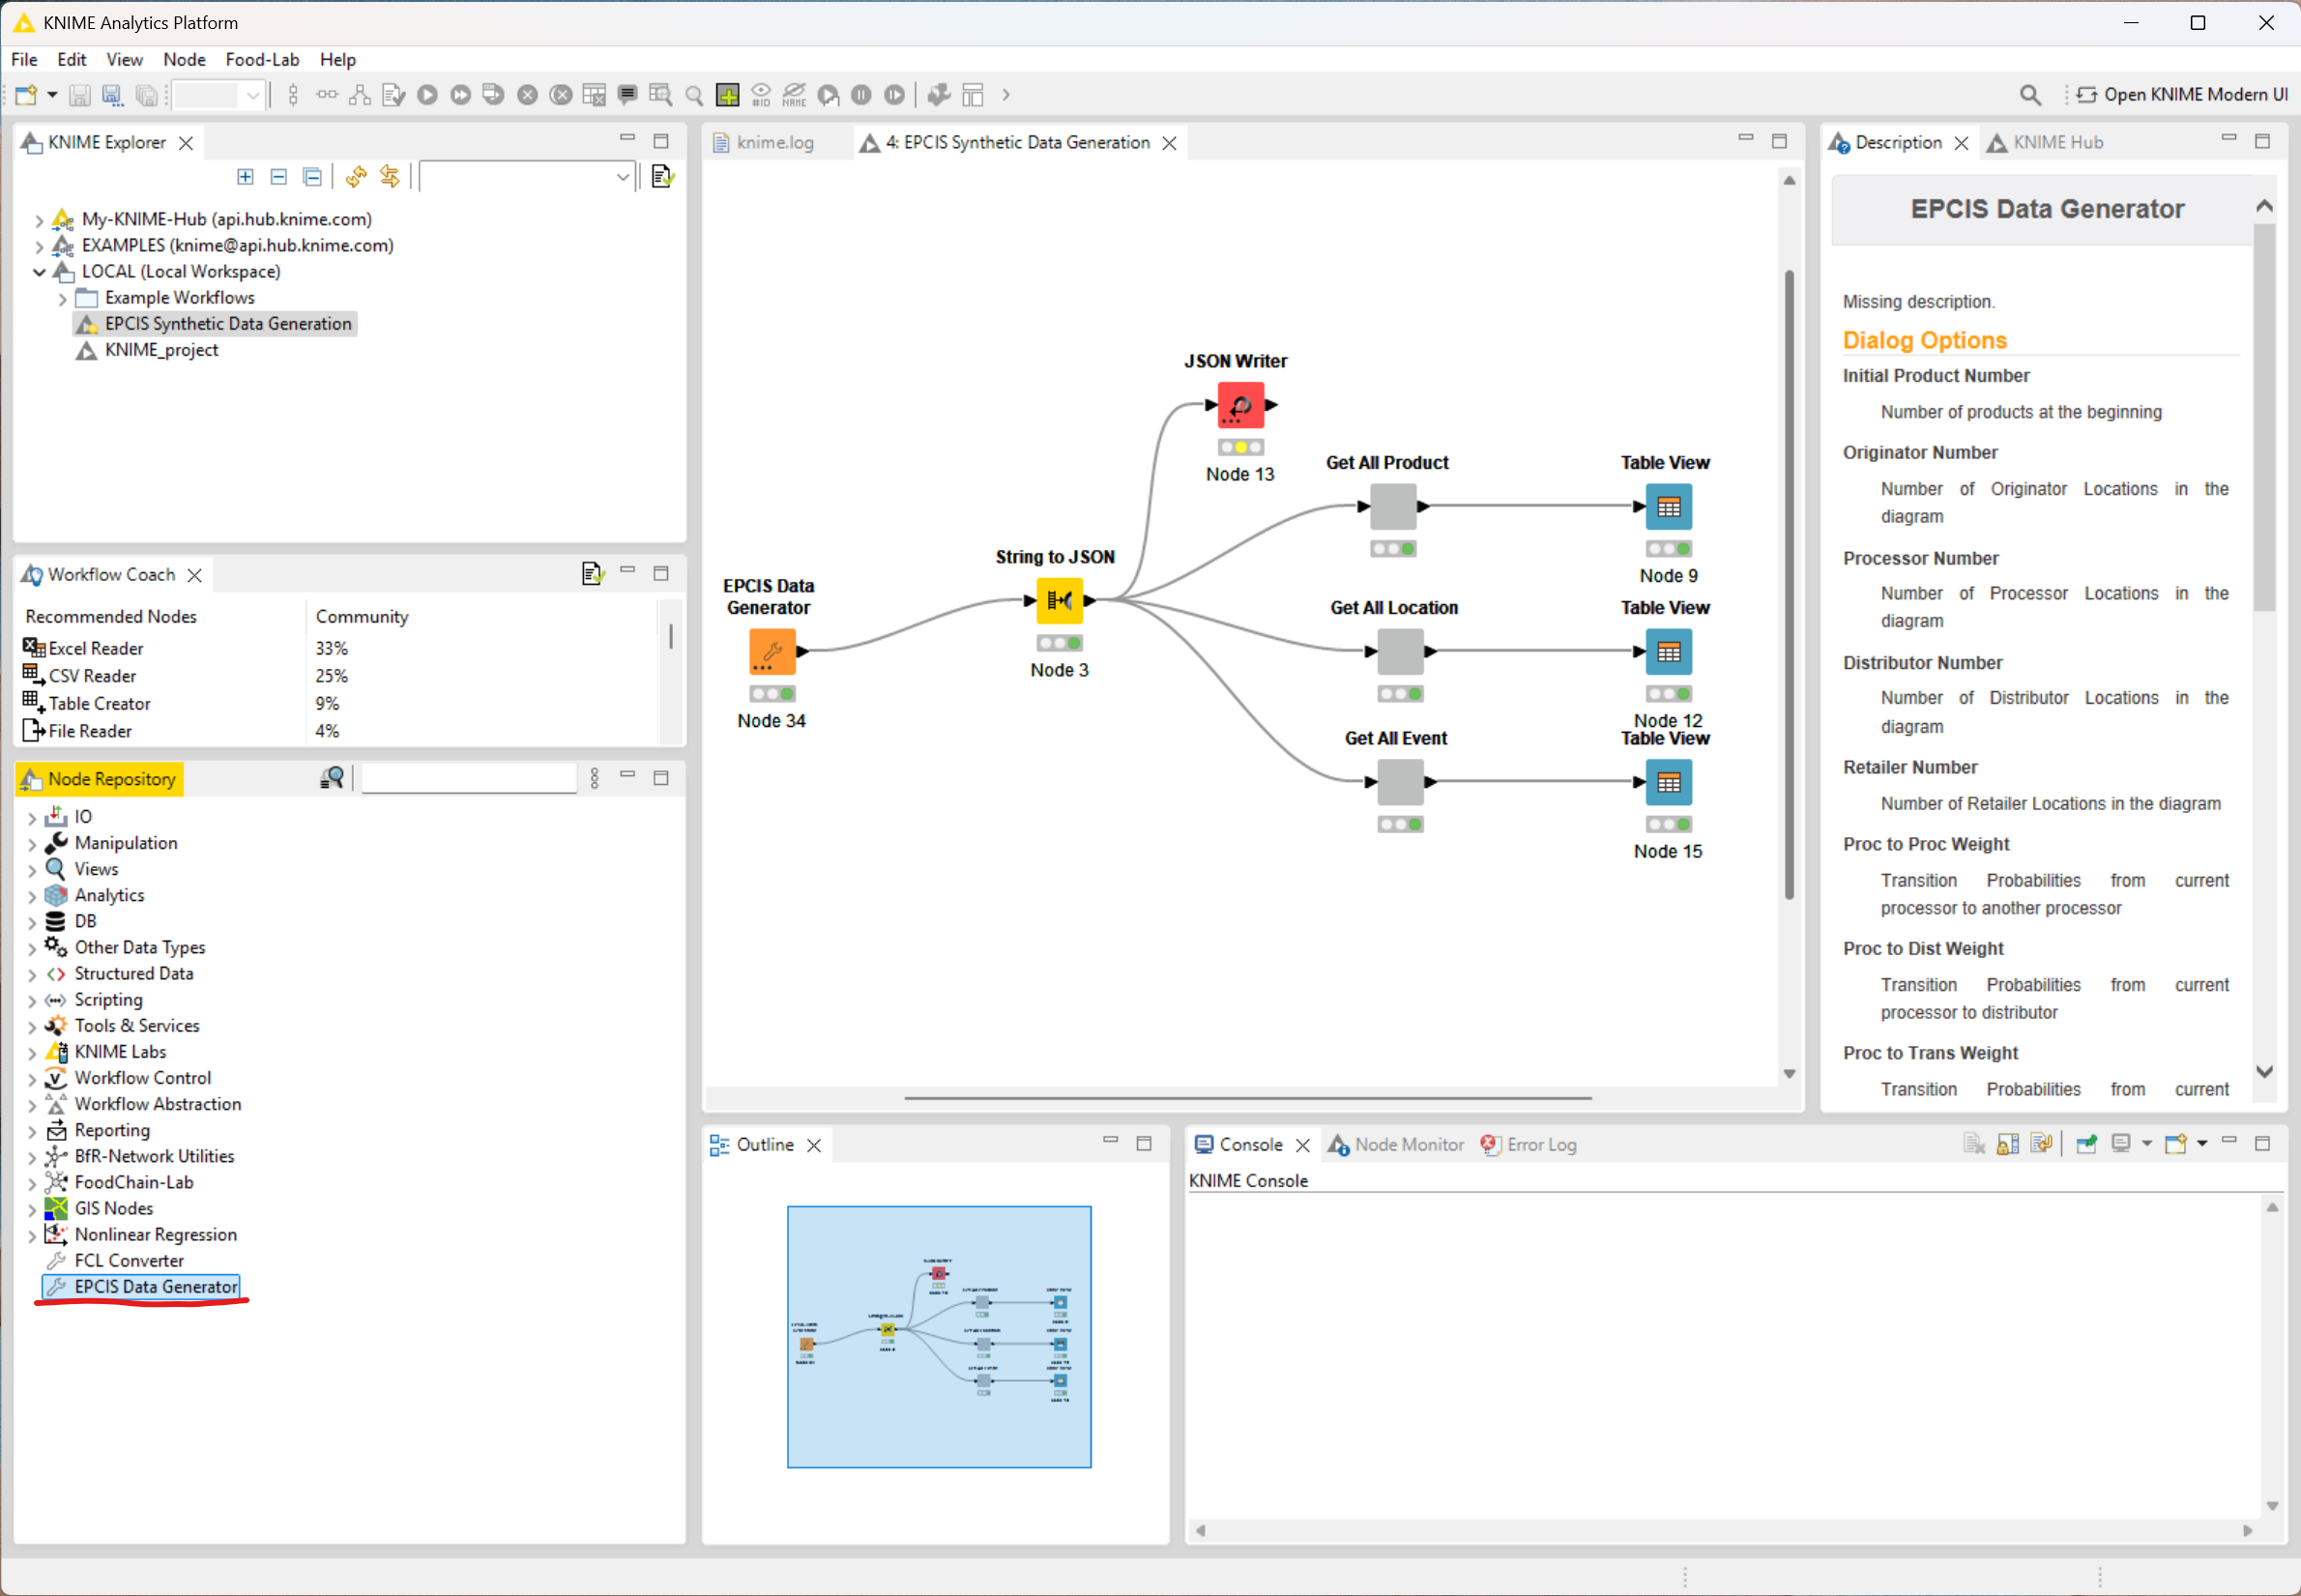 KNIME Analytics Platform
File Edit View Node Food-Lab Help
#ID NAME Open KNIME Modern UI
KNIME Explorer
My-KNIME-Hub (api.hub.knime.com)
EXAMPLES (knime@api.hub.knime.com)
LOCAL (Local Workspace)
Example Workflows
EPCIS Synthetic Data Generation
KNIME_project
Workflow Coach
Recommended Nodes Community
Excel Reader 33%
CSV Reader 25%
Table Creator 9%
File Reader 4%
Node Repository
IO
Manipulation
Views
Analytics
DB
Other Data Types
Structured Data
Scripting
Tools & Services
KNIME Labs
Workflow Control
Workflow Abstraction
Reporting
BfR-Network Utilities
FoodChain-Lab
GIS Nodes
Nonlinear Regression
FCL Converter
EPCIS Data Generator
knime.log 4: EPCIS Synthetic Data Generation
JSON Writer
Node 13
Get All Product
Table View
Node 9
String to JSON
Node 3
EPCIS Data
Generator
Node 34
Get All Location
Table View
Node 12
Get All Event
Table View
Node 15
Description KNIME Hub
EPCIS Data Generator
Missing description.
Dialog Options
Initial Product Number
Number of products at the beginning
Originator Number
Number of Originator Locations in the
diagram
Processor Number
Number of Processor Locations in the
diagram
Distributor Number
Number of Distributor Locations in the
diagram
Retailer Number
Number of Retailer Locations in the diagram
Proc to Proc Weight
Transition Probabilities from current
processor to another processor
Proc to Dist Weight
Transition Probabilities from current
processor to distributor
Proc to Trans Weight
Transition Probabilities from current
Outline
Console Node Monitor Error Log
KNIME Console